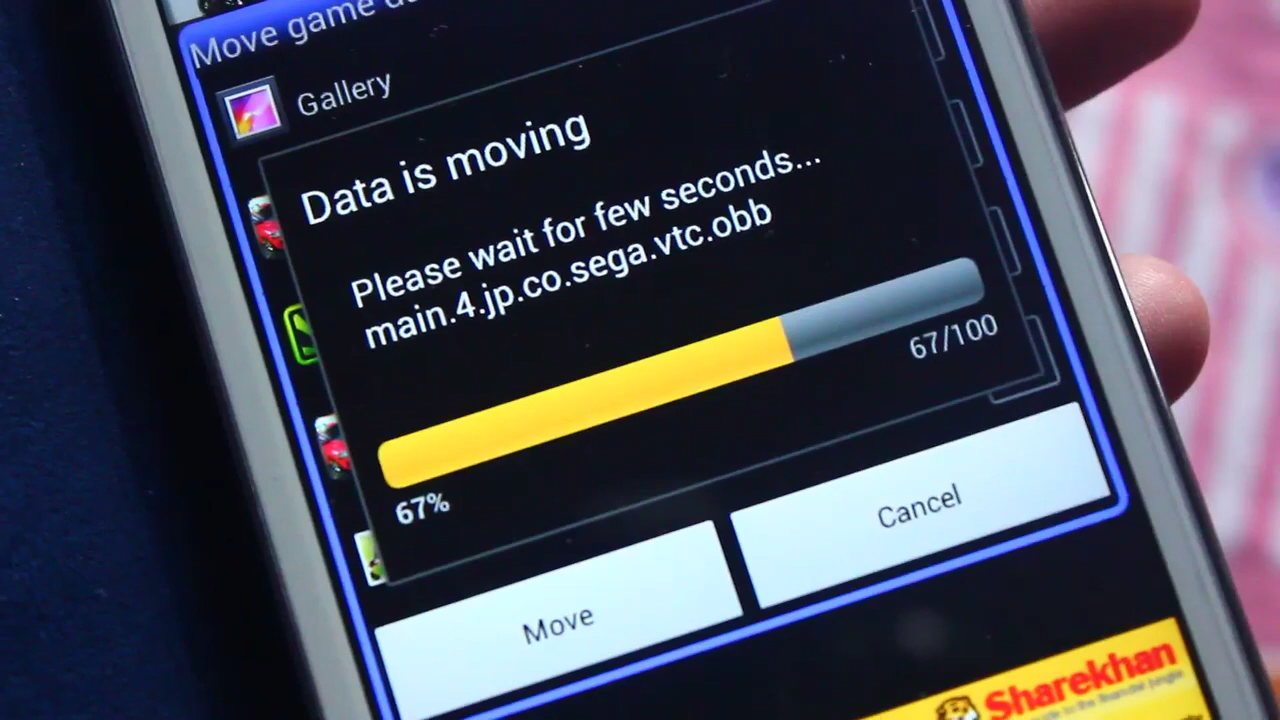 Move game
Gallery
Data is moving
Please wait for few seconds...
main.4.jp.co.sega.vtc.obb
67/100
67%
Move
Cancel
Sharekhan